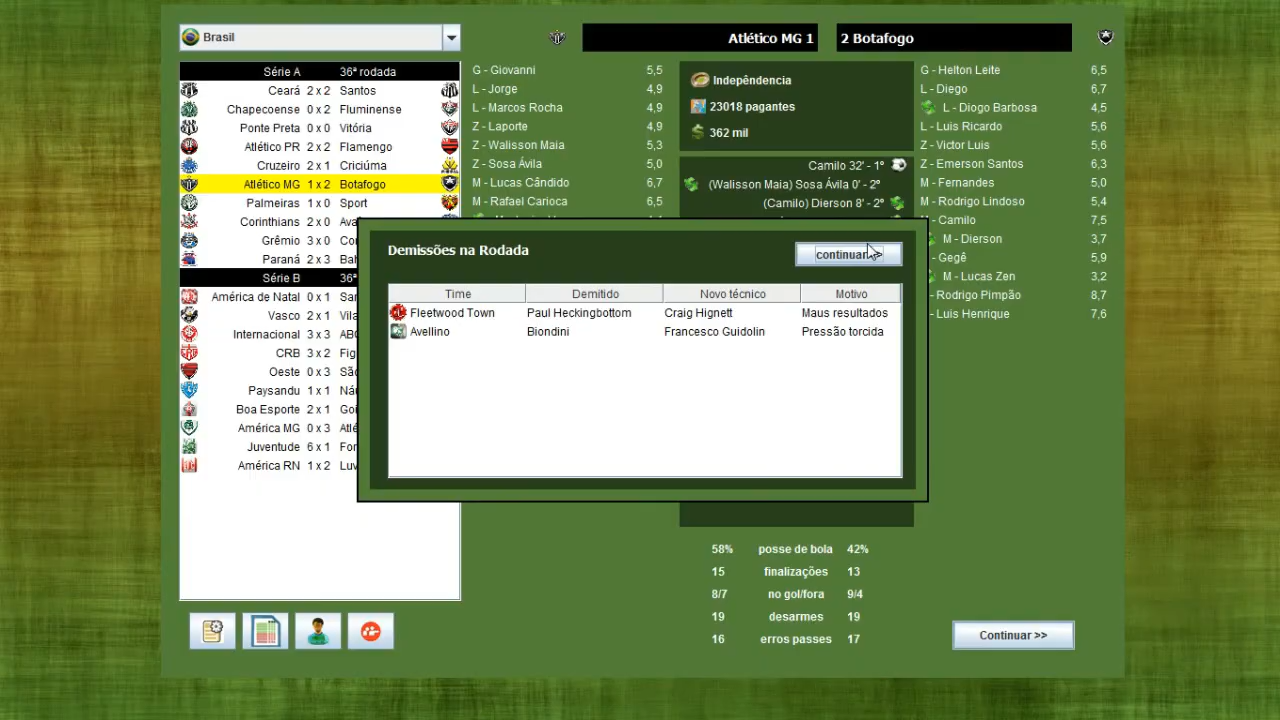 Brasil
Atlético MG 1
2 Botafogo
Série A 36ª rodada
Ceará 2 x 2 Santos
Chapecoense 0 x 2 Fluminense
Ponte Preta 0 x 0 Vitória
Atlético PR 2 x 2 Flamengo
Cruzeiro 2 x 1 Criciúma
Atlético MG 1 x 2 Botafogo
Palmeiras 1 x 0 Sport
Corinthians 2 x 0
Grêmio 3 x 0
Paraná 2 x 3
Série B
América de Natal 0 x 1
Vasco 2 x 1
Internacional 3 x 3
CRB 3 x 2
Oeste 0 x 3
Paysandu 1 x 1
Boa Esporte 2 x 1
América MG 0 x 3
Juventude 6 x 1
América RN 1 x 2
G - Giovanni 5,5
L - Jorge 4,9
L - Marcos Rocha 4,9
Z - Laporte 4,9
Z - Walisson Maia 5,3
Z - Sosa Ávila 5,0
M - Lucas Cândido 6,7
M - Rafael Carioca 6,5
Indepêndencia
23018 pagantes
362 mil
Camilo 32' - 1º
(Walisson Maia) Sosa Ávila 0' - 2º
(Camilo) Dierson 8' - 2º
G - Helton Leite 6,5
L - Diego 6,7
L - Diogo Barbosa 4,5
L - Luis Ricardo 5,6
Z - Victor Luis 5,6
Z - Emerson Santos 6,3
M - Fernandes 5,0
M - Rodrigo Lindoso 5,4
M - Camilo 7,5
M - Dierson 3,7
- Gegê 5,9
M - Lucas Zen 3,2
- Rodrigo Pimpão 8,7
- Luis Henrique 7,6
Demissões na Rodada
continuar >>
Time Demitido Novo técnico Motivo
Fleetwood Town Paul Heckingbottom Craig Hignett Maus resultados
Avellino Biondini Francesco Guidolin Pressão torcida
58% posse de bola 42%
15 finalizações 13
8/7 no gol/fora 9/4
19 desarmes 19
16 erros passes 17
Continuar >>